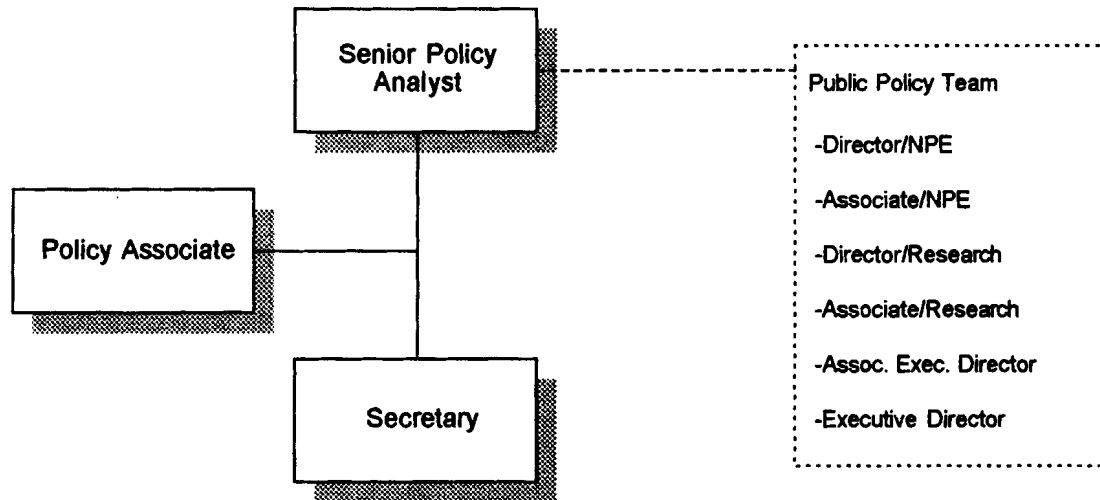 Senior Policy
Analyst
Public Policy Team
-Director/NPE
-Associate/NPE
Policy Associate
-Director/Research
-Associate/Research
-Assoc. Exec. Director
Secretary
-Executive Director